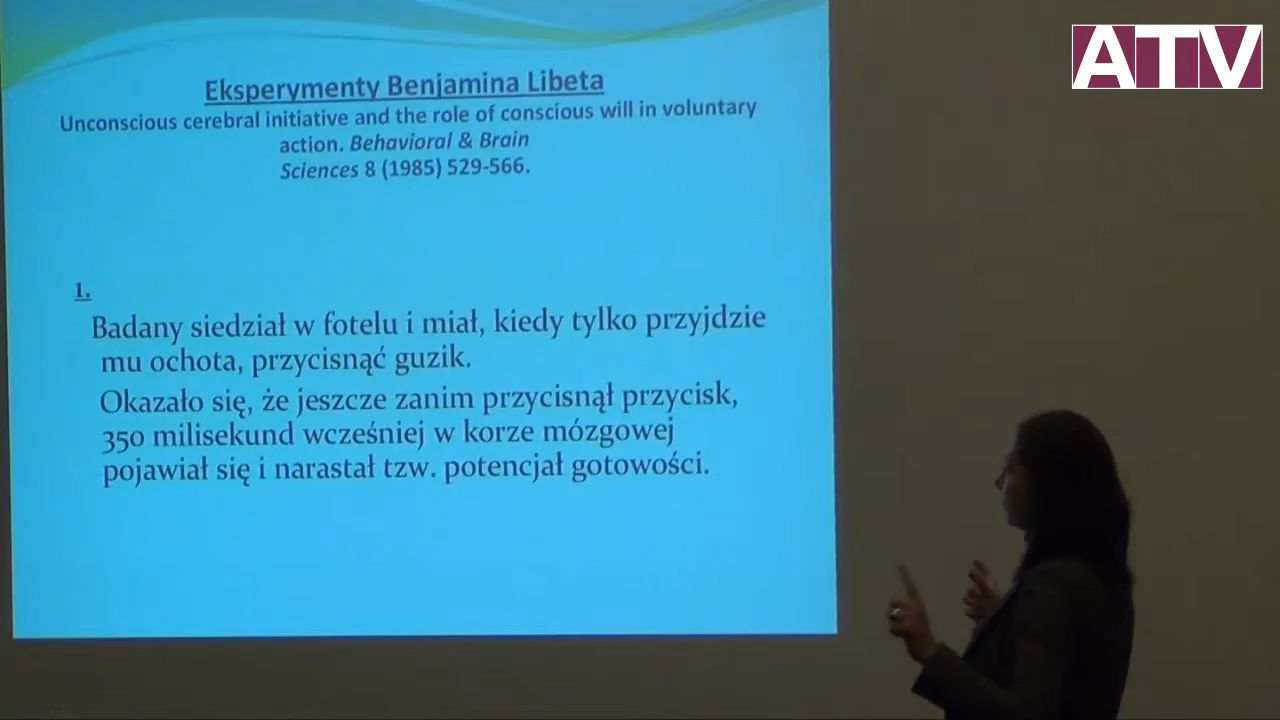 ATV
Eksperymenty Benjamina Libeta
Unconscious cerebral initiative and the role of conscious will in voluntary
action. Behavioral & Brain
Sciences 8 (1985) 529-566.
1.
Badany siedział w fotelu i miał, kiedy tylko przyjdzie
mu ochota, przycisnąć guzik.
Okazało się, że jeszcze zanim przycisnął przycisk,
350 milisekund wcześniej w korze mózgowej
pojawiał się i narastał tzw. potencjał gotowości.